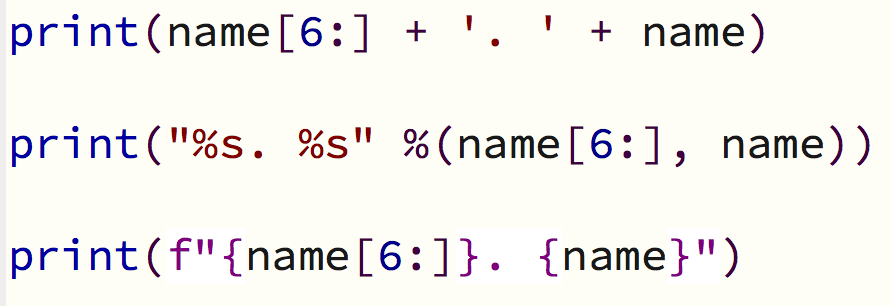 print(name[6:] + '. ' + name)
print("%s. %s" %(name[6:], name))
print(f"{name[6:]}. {name}")